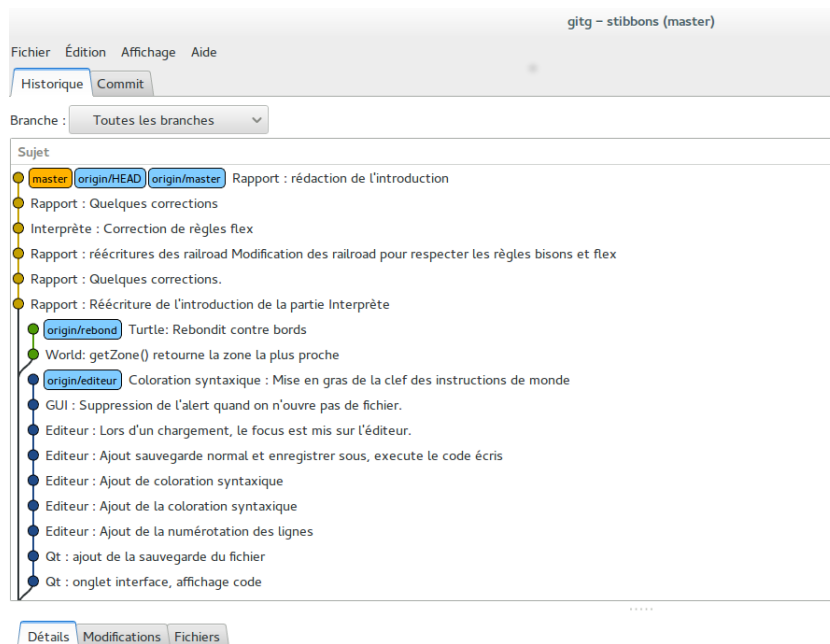 gitg – stibbons (master)
Fichier Édition Affichage Aide
Historique Commit
Branche : Toutes les branches
Sujet
master origin/HEAD origin/master Rapport : rédaction de l'introduction
Rapport : Quelques corrections
Interprète : Correction de règles flex
Rapport : réécritures des railroad Modification des railroad pour respecter les règles bisons et flex
Rapport : Quelques corrections.
Rapport : Réécriture de l'introduction de la partie Interprète
origin/rebond Turtle: Rebondit contre bords
World: getZone() retourne la zone la plus proche
origin/editeur Coloration syntaxique : Mise en gras de la clef des instructions de monde
GUI : Suppression de l'alert quand on n'ouvre pas de fichier.
Editeur : Lors d'un chargement, le focus est mis sur l'éditeur.
Editeur : Ajout sauvegarde normal et enregistrer sous, execute le code écris
Editeur : Ajout de coloration syntaxique
Editeur : Ajout de la coloration syntaxique
Editeur : Ajout de la numérotation des lignes
Qt : ajout de la sauvegarde du fichier
Qt : onglet interface, affichage code
Détails Modifications Fichiers